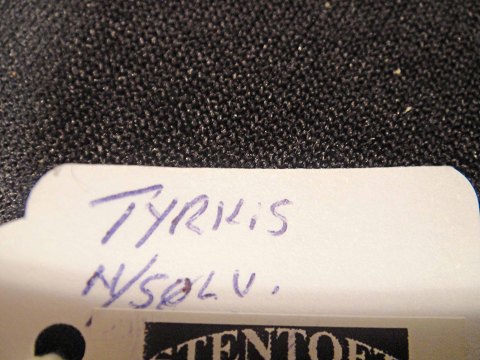 TYRKIS
N/SØLV.
STENTOFT